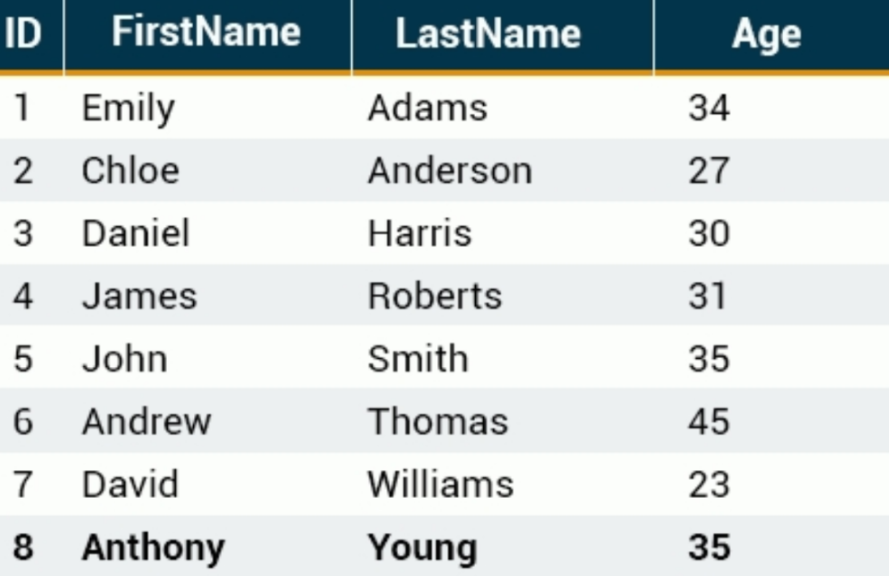 ID FirstName LastName Age
1 Emily Adams 34
2 Chloe Anderson 27
3 Daniel Harris 30
4 James Roberts 31
5 John Smith 35
6 Andrew Thomas 45
7 David Williams 23
8 Anthony Young 35